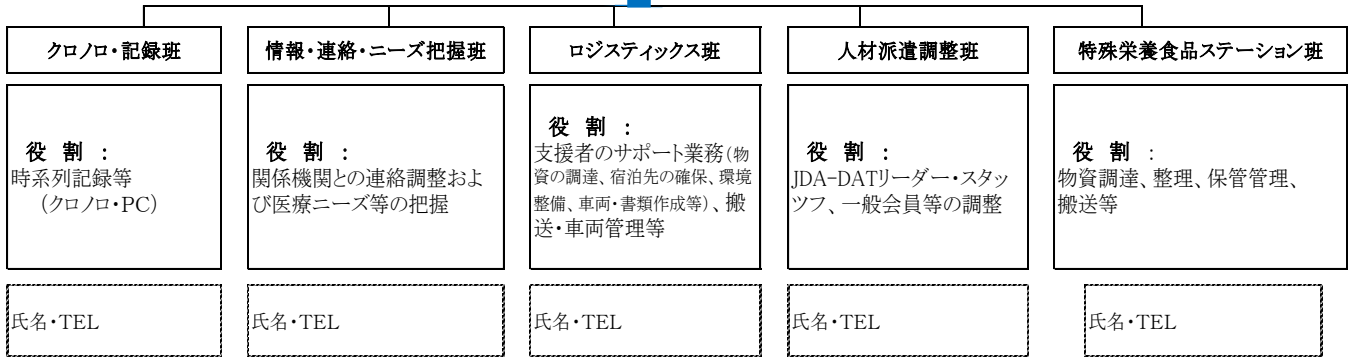 クロノロ・記録班
情報・連絡・ニーズ把握班
ロジスティックス班
人材派遣調整班
特殊栄養食品ステーション班
役 割 :
時系列記録等
(クロノロ・PC)
役 割 :
関係機関との連絡調整およ
び医療ニーズ等の把握
役 割 :
支援者のサポート業務(物
資の調達、宿泊先の確保、環境
整備、車両・書類作成等)、搬
送・車両管理等
役 割 :
JDA-DATリーダー・スタッ
ツフ、一般会員等の調整
役 割 :
物資調達、整理、保管管理、
搬送等
氏名・TEL
氏名・TEL
氏名・TEL
氏名・TEL
氏名・TEL